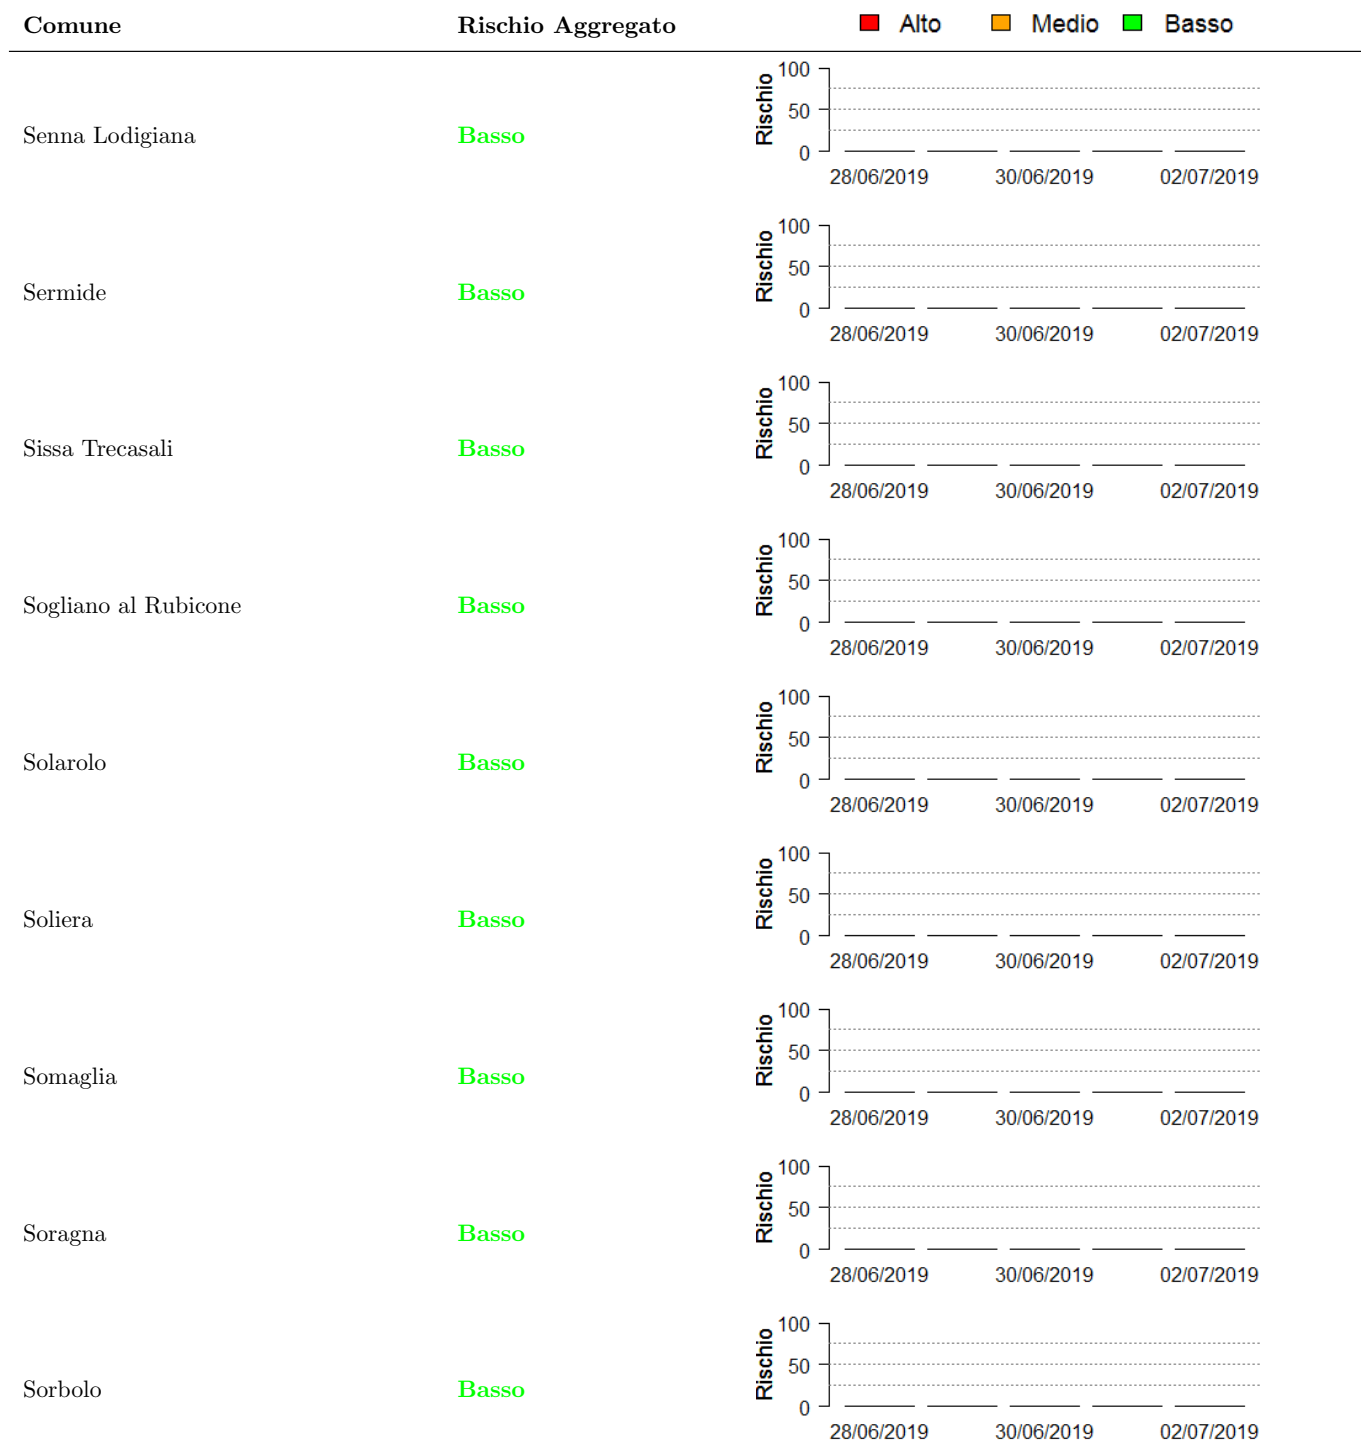 Comune Rischio Aggregato Alto Medio Basso
100
50
0
Rischio
Senna Lodigiana Basso
28/06/2019 30/06/2019 02/07/2019
100
50
0
Rischio
Sermide Basso
28/06/2019 30/06/2019 02/07/2019
100
50
0
Rischio
Sissa Trecasali Basso
28/06/2019 30/06/2019 02/07/2019
100
50
0
Rischio
Sogliano al Rubicone Basso
28/06/2019 30/06/2019 02/07/2019
100
50
0
Rischio
Solarolo Basso
28/06/2019 30/06/2019 02/07/2019
100
50
0
Rischio
Soliera Basso
28/06/2019 30/06/2019 02/07/2019
100
50
0
Rischio
Somaglia Basso
28/06/2019 30/06/2019 02/07/2019
100
50
0
Rischio
Soragna Basso
28/06/2019 30/06/2019 02/07/2019
100
50
0
Rischio
Sorbolo Basso
28/06/2019 30/06/2019 02/07/2019